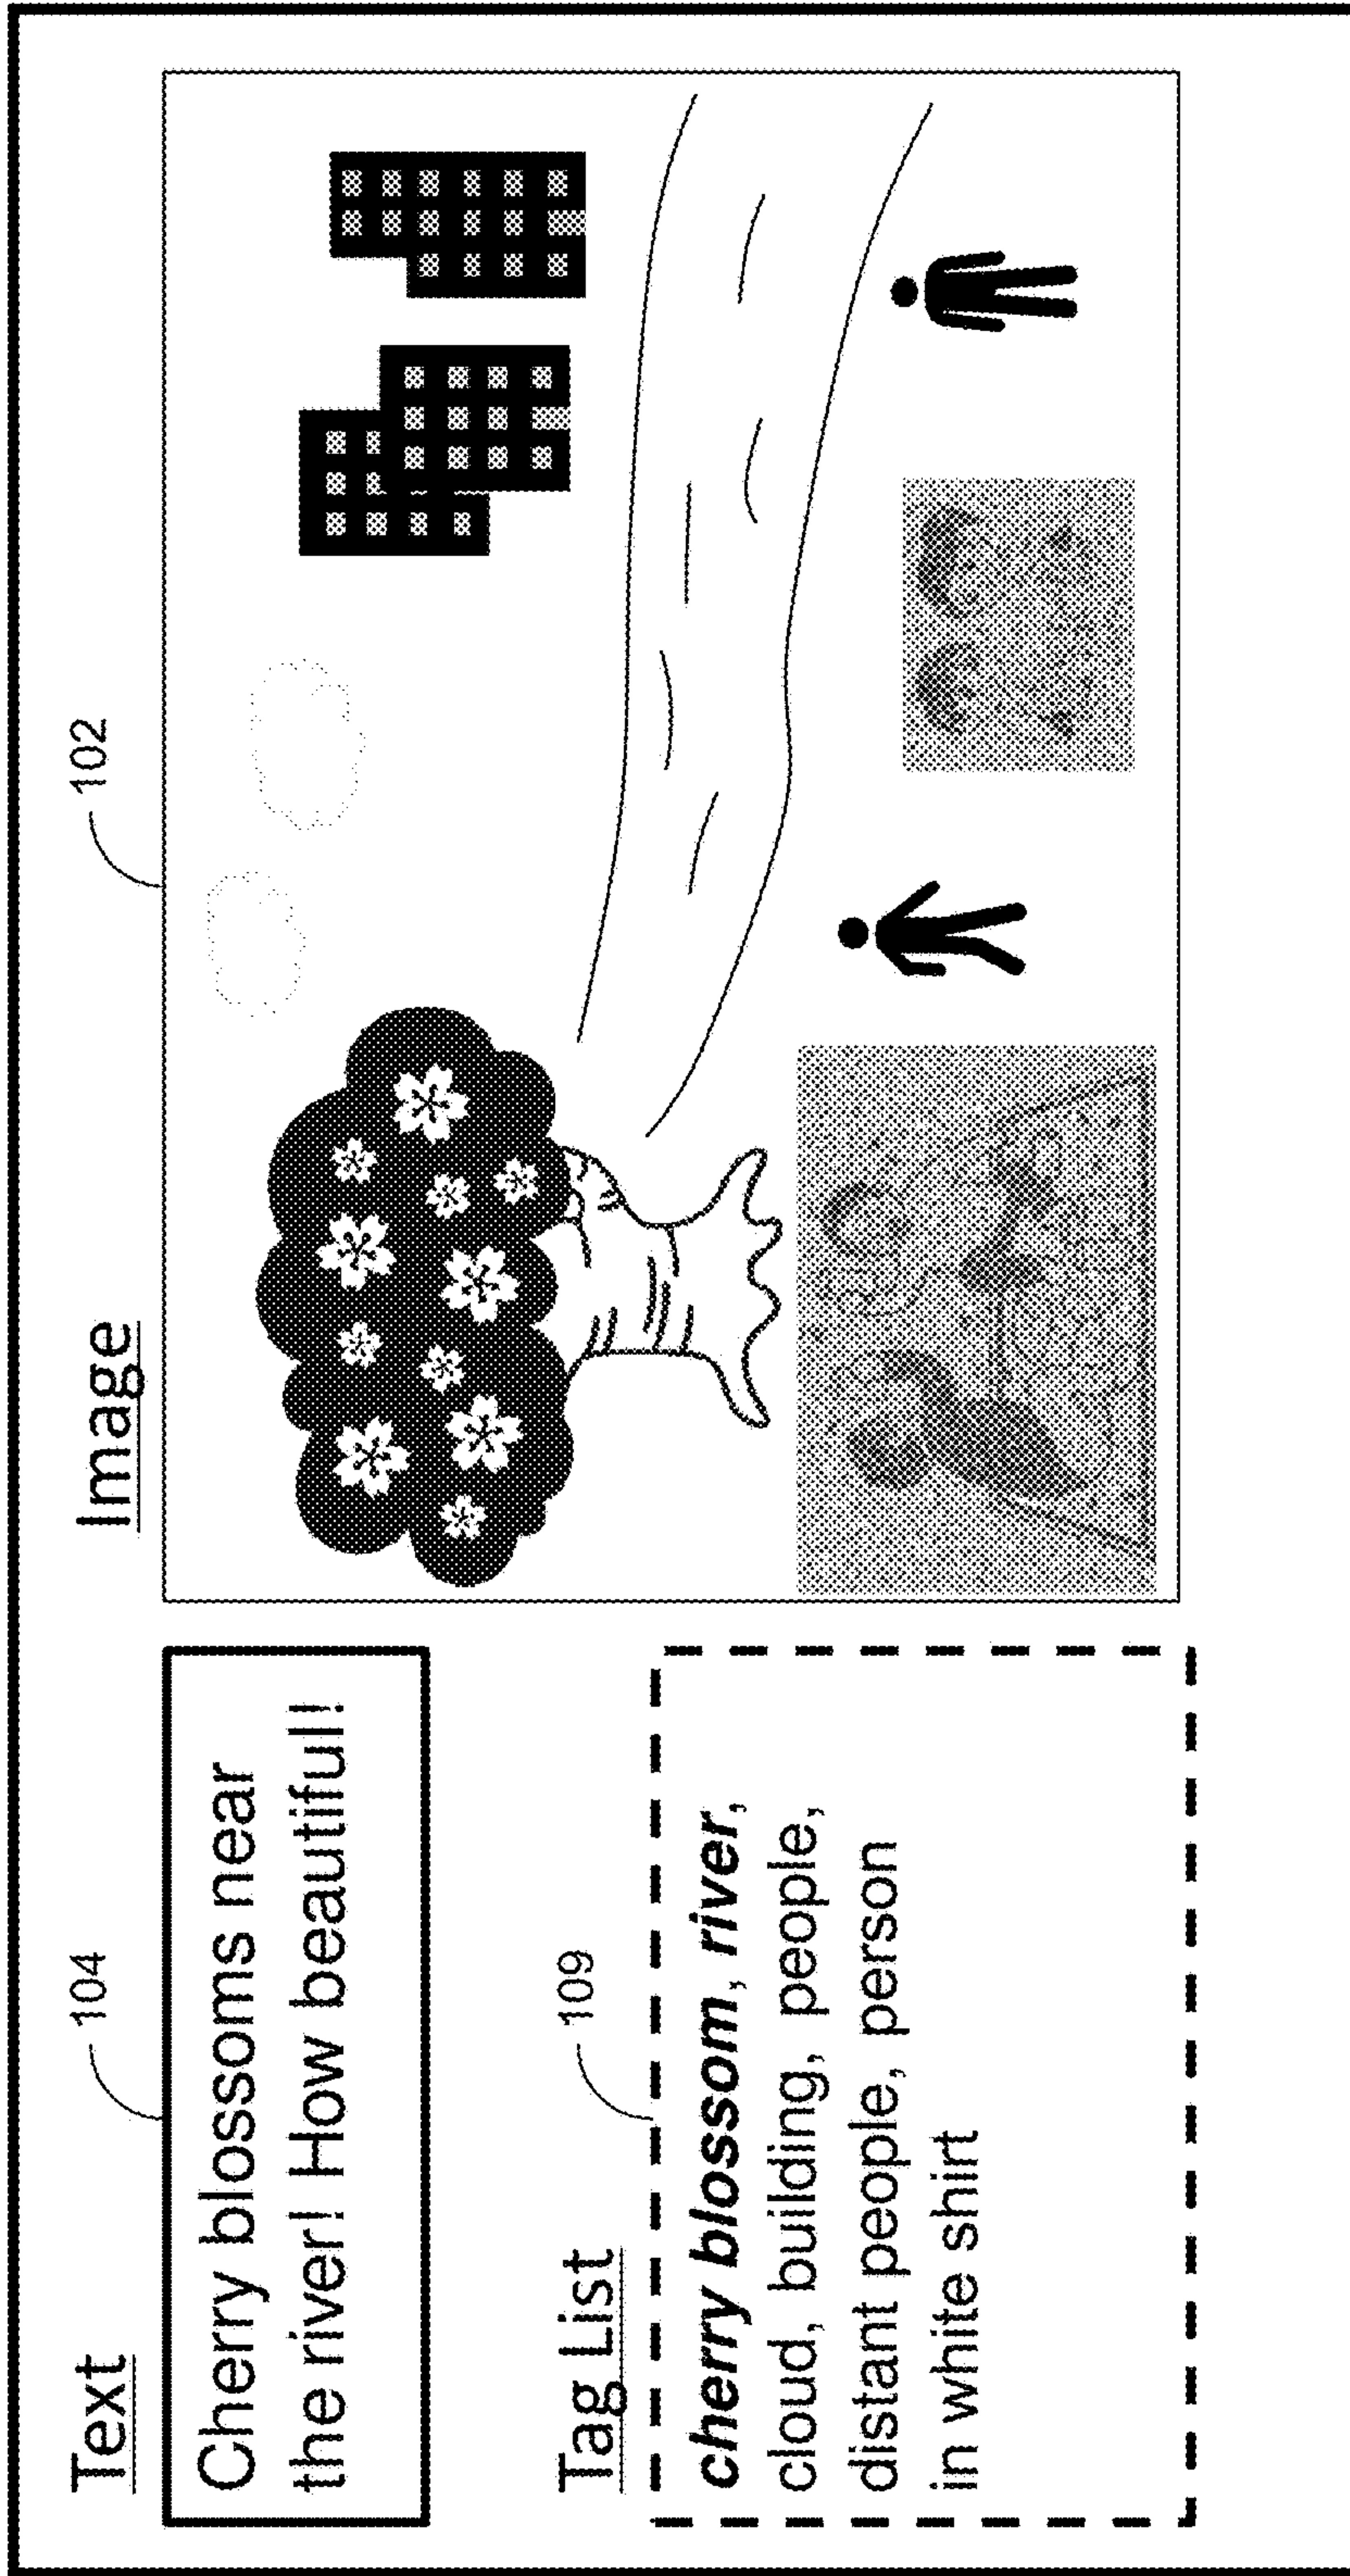 Text
104
Cherry blossoms near
the river! How beautiful!
Tag List
109
cherry blossom, river,
cloud, building, people,
distant people, person
in white shirt
Image
102